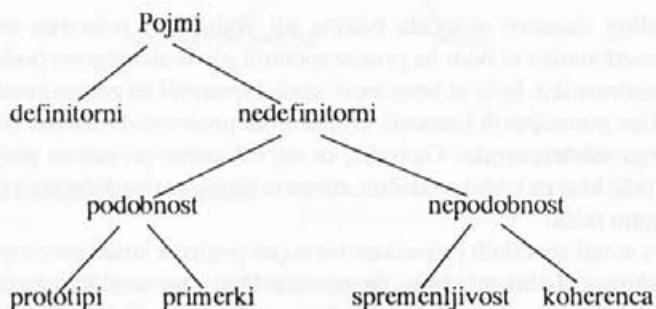 Pojmi
definitorni nedefinitorni
podobnost nepodobnost
prototipi primerki spremenljivost koherenca